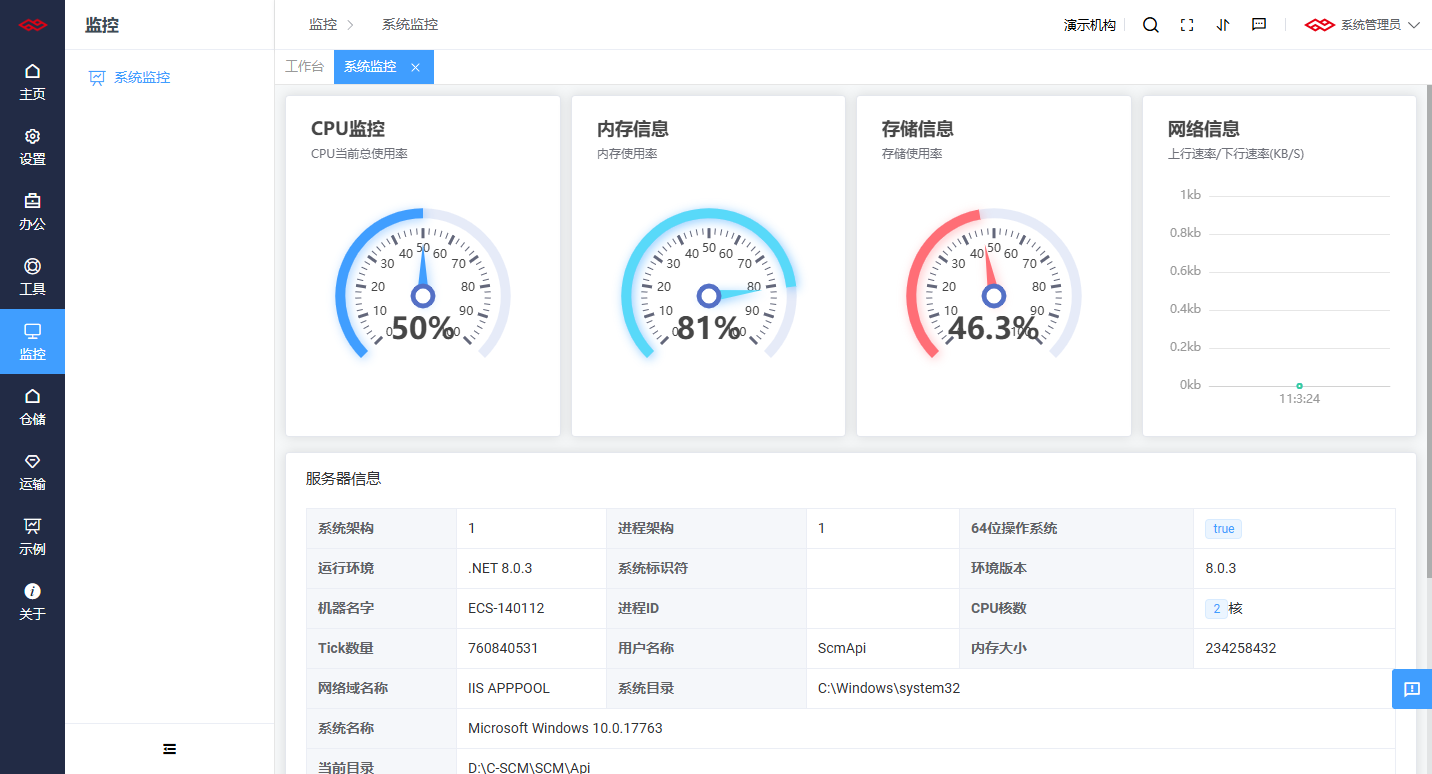 监控
监控 系统监控
演示机构
系统管理员
主页
设置
办公
工具
监控
仓储
运输
示例
关于
系统监控
工作台 系统监控
CPU监控
CPU当前总使用率
0 10 20 30 40 50 60 70 80 90 100
50%
内存信息
内存使用率
0 10 20 30 40 50 60 70 80 90 100
81%
存储信息
存储使用率
0 10 20 30 40 50 60 70 80 90 100
46.3%
网络信息
上行速率/下行速率(KB/S)
1kb
0.8kb
0.6kb
0.4kb
0.2kb
0kb
11:3:24
服务器信息
系统架构 1 进程架构 1 64位操作系统 true
运行环境 .NET 8.0.3 系统标识符 环境版本 8.0.3
机器名字 ECS-140112 进程ID CPU核数 2 核
Tick数量 760840531 用户名称 ScmApi 内存大小 234258432
网络域名称 IIS APPPOOL 系统目录 C:\Windows\system32
系统名称 Microsoft Windows 10.0.17763
当前目录 D:\C-SCM\SCM\Api